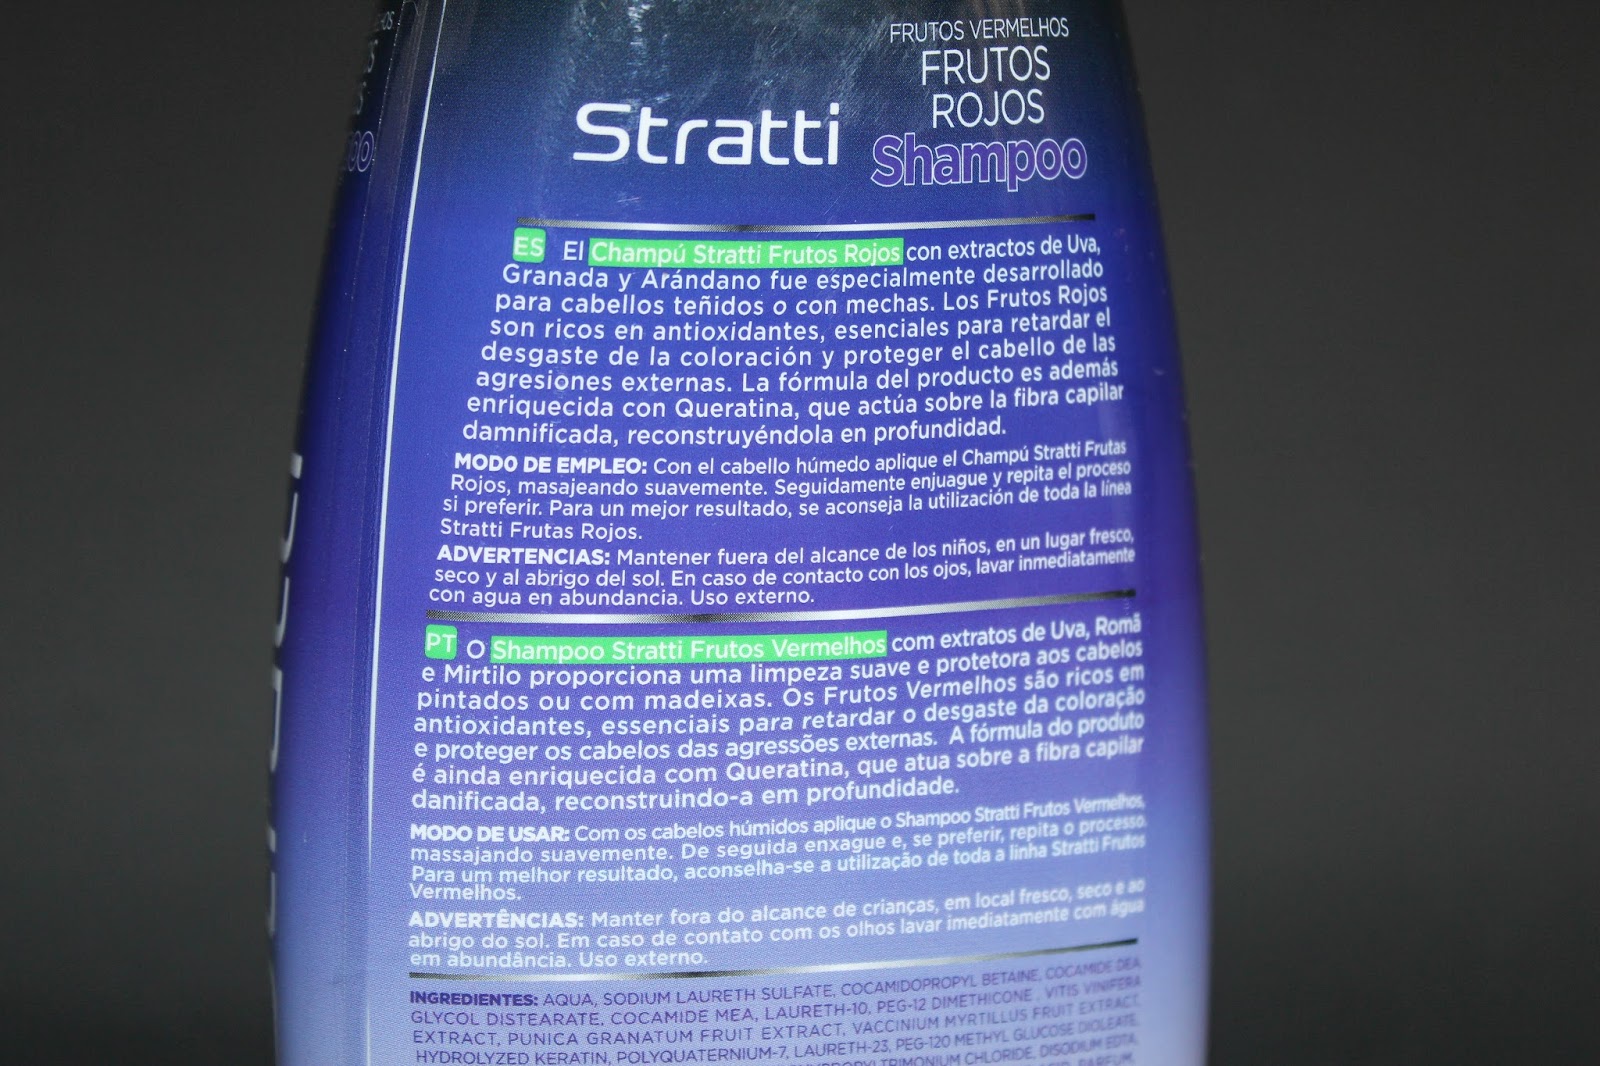 FRUTOS VERMELHOS
FRUTOS
ROJOS
Shampoo
Stratti
ES El Champú Stratti Frutos Rojos con extractos de Uva,
Granada y Arándano fue especialmente desarrollado
para cabellos teñidos o con mechas. Los Frutos Rojos
son ricos en antioxidantes, esenciales para retardar el
desgaste de la coloración y proteger el cabello de las
agresiones externas. La fórmula del producto es además
enriquecida con Queratina, que actúa sobre la fibra capilar
damnificada, reconstruyéndola en profundidad.
MODO DE EMPLEO: Con el cabello húmedo aplique el Champú Stratti Frutas
Rojos, masajeando suavemente. Seguidamente enjuague y repita el proceso
si preferir. Para un mejor resultado, se aconseja la utilización de toda la línea
Stratti Frutas Rojos.
ADVERTENCIAS: Mantener fuera del alcance de los niños, en un lugar fresco,
seco y al abrigo del sol. En caso de contacto con los ojos, lavar inmediatamente
con agua en abundancia. Uso externo.
PT O Shampoo Stratti Frutos Vermelhos com extratos de Uva, Romã
e Mirtilo proporciona uma limpeza suave e protetora aos cabelos
pintados ou com madeixas. Os Frutos Vermelhos são ricos em
antioxidantes, essenciais para retardar o desgaste da coloração
e proteger os cabelos das agressões externas. A fórmula do produto
é ainda enriquecida com Queratina, que atua sobre a fibra capilar
danificada, reconstruindo-a em profundidade.
MODO DE USAR: Com os cabelos húmidos aplique o Shampoo Stratti Frutos Vermelhos,
massajando suavemente. De seguida enxague e, se preferir, repita o processo.
Para um melhor resultado, aconselha-se a utilização de toda a linha Stratti Frutos
Vermelhos.
ADVERTÊNCIAS: Manter fora do alcance de crianças, em local fresco, seco e ao
abrigo do sol. Em caso de contato com os olhos lavar imediatamente com água
em abundância. Uso externo.
INGREDIENTES: AQUA, SODIUM LAURETH SULFATE, COCAMIDOPROPYL BETAINE, COCAMIDE DEA
GLYCOL DISTEARATE, COCAMIDE MEA, LAURETH-10, PEG-12 DIMETHICONE, VITIS VINIFERA
EXTRACT, PUNICA GRANATUM FRUIT EXTRACT, VACCINIUM MYRTILLUS FRUIT EXTRACT,
HYDROLYZED KERATIN, POLYQUATERNIUM-7, LAURETH-23, PEG-120 METHYL GLUCOSE DIOLEATE,
CHLORIDE, DISODIUM EDTA,
PARFUM,